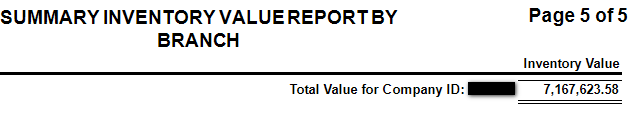 SUMMARY INVENTORY VALUE REPORT BY BRANCH
Page 5 of 5
Inventory Value
Total Value for Company ID: 7,167,623.58